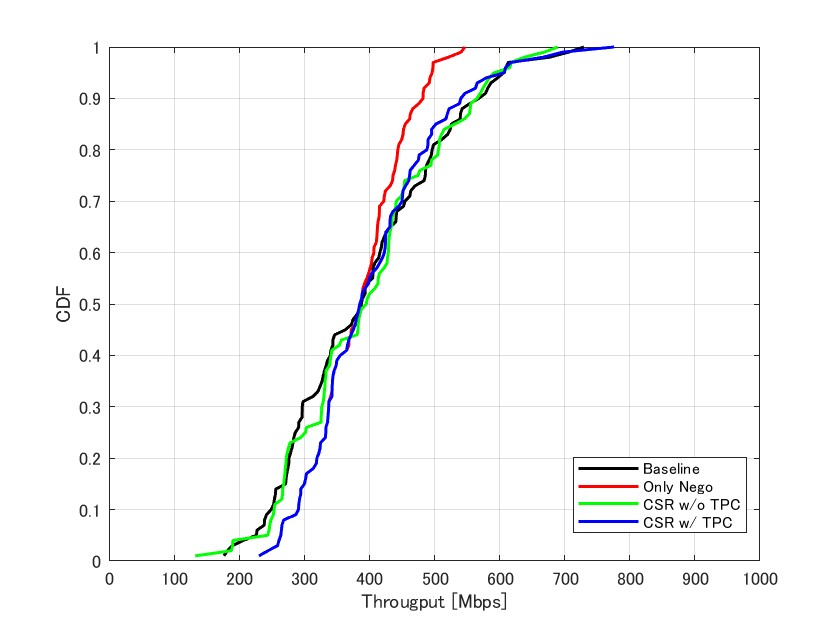 1
0.9
0.8
0.7
0.6
0.5
0.4
0.3
0.2
0.1
0
CDF
Baseline
Only Nego
CSR w/o TPC
CSR w/ TPC
0 100 200 300 400 500 600 700 800 900 1000
Througput [Mbps]